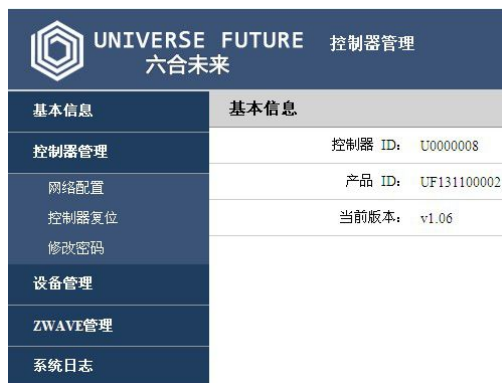 UNIVERSE FUTURE 控制器管理
六合未来
基本信息
控制器管理
网络配置
控制器复位
修改密码
设备管理
ZWAVE管理
系统日志
基本信息
控制器 ID: U0000008
产品 ID: UF131100002
当前版本: v1.06